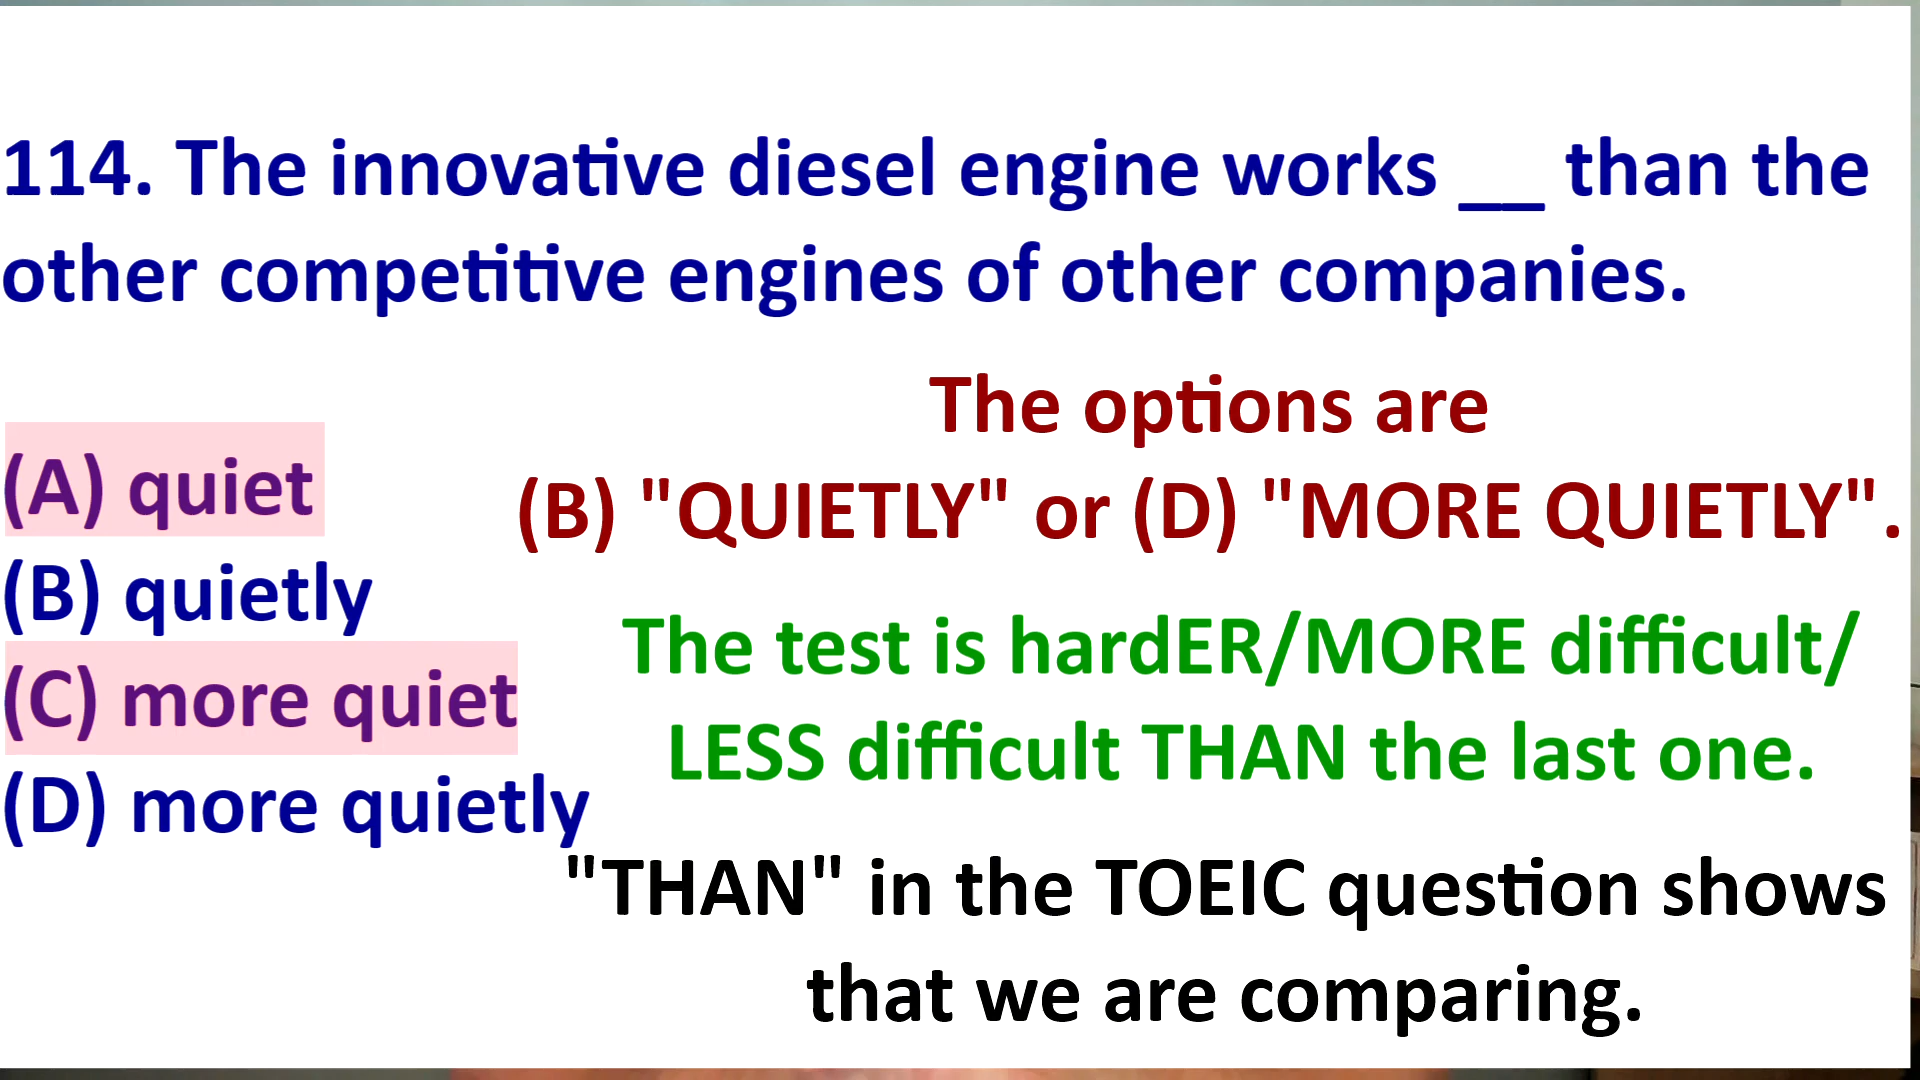 114. The innovative diesel engine works __ than the
other competitive engines of other companies.
(A) quiet
(B) quietly
(C) more quiet
(D) more quietly
The options are
(B) "QUIETLY" or (D) "MORE QUIETLY".
The test is hardER/MORE difficult/
LESS difficult THAN the last one.
"THAN" in the TOEIC question shows
that we are comparing.